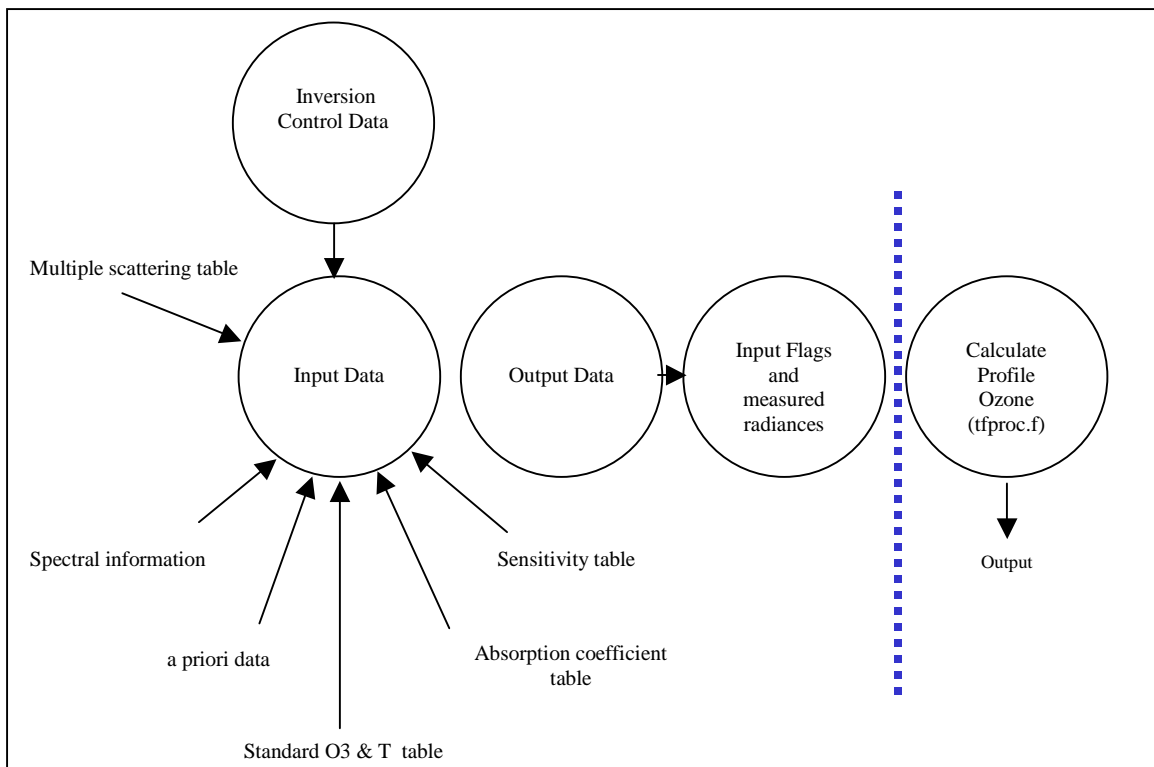 Inversion
Control Data
Multiple scattering table
Input Data
Output Data
Input Flags
and
measured
radiances
Calculate
Profile
Ozone
(tfproc.f)
Spectral information
Sensitivity table
Output
a priori data
Absorption coefficient
table
Standard O3 & T table